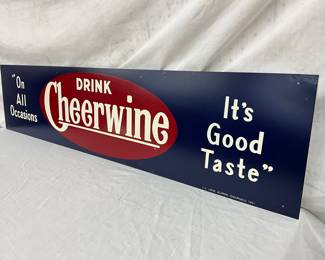 "On
All
Occasions
DRINK
Cheerwine
It's
Good
Taste"